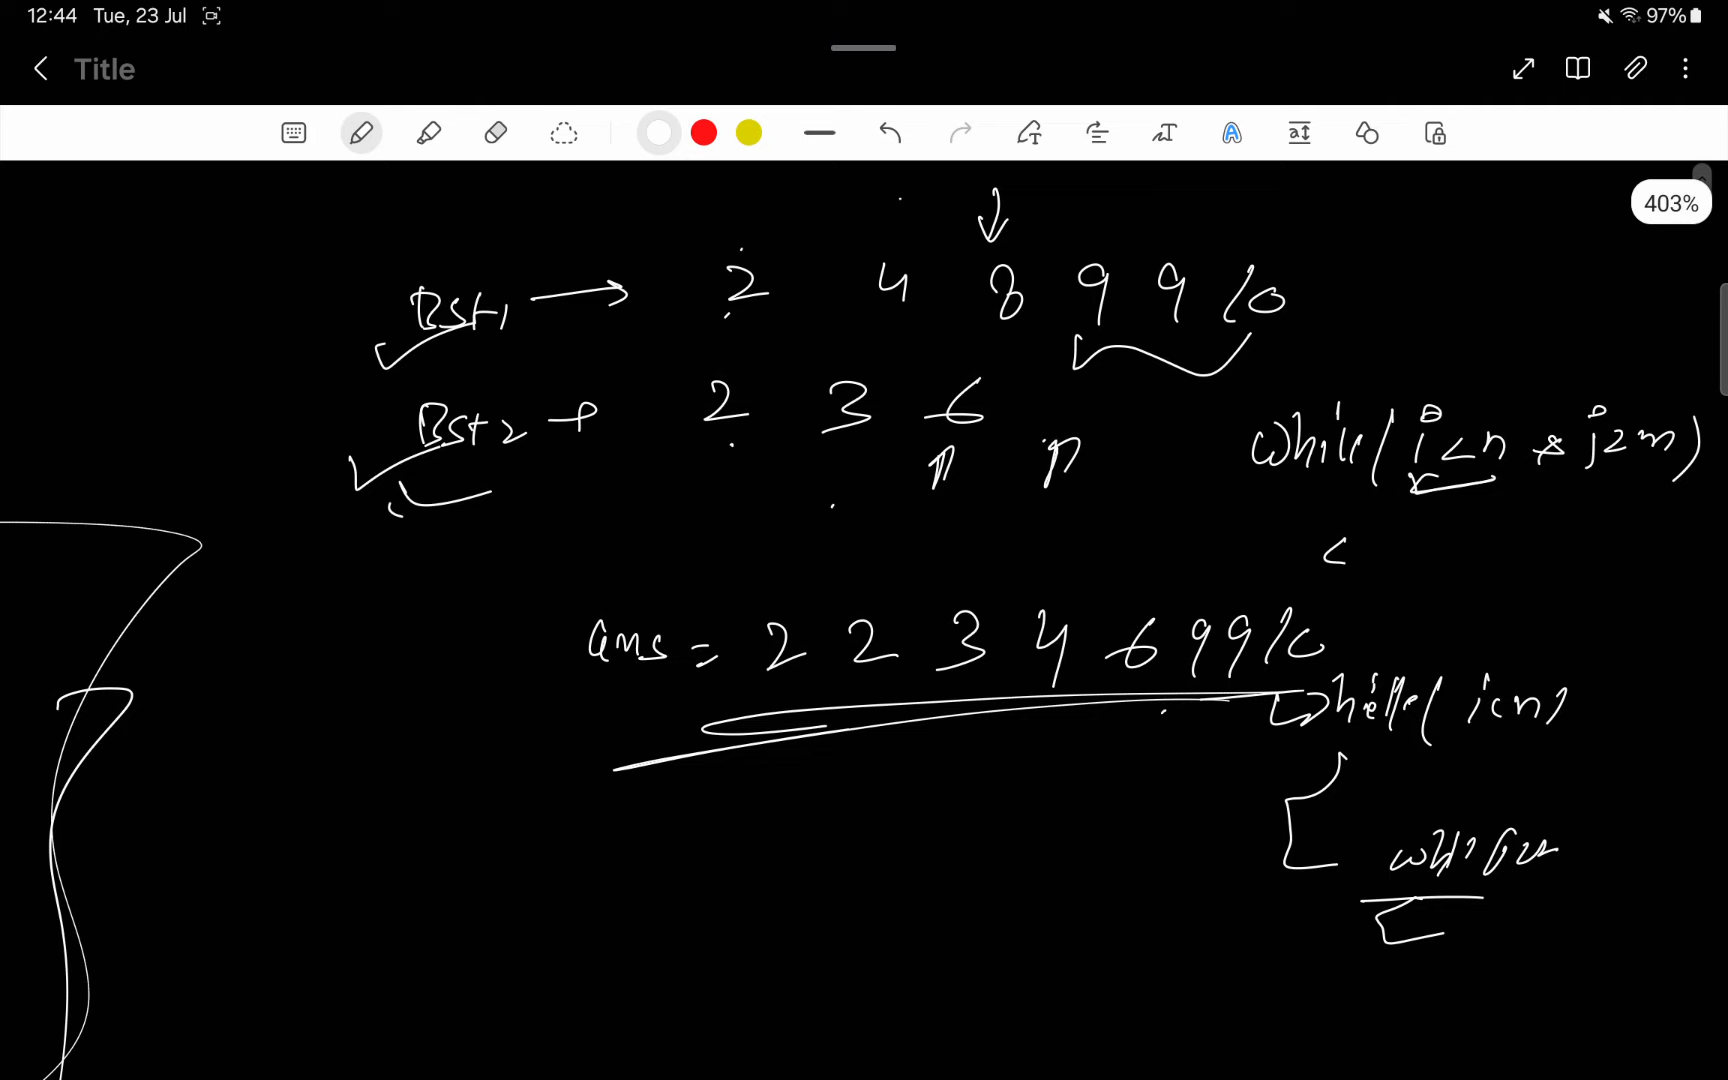 12:44 Tue, 23 Jul 97%
Title
403%
Bst1 → 2 4 8 9 9 10
Bst2 → 2 3 6
while( i<n & j<m)
<
ans = 2 2 3 4 6 9 9 10
while( i<n)